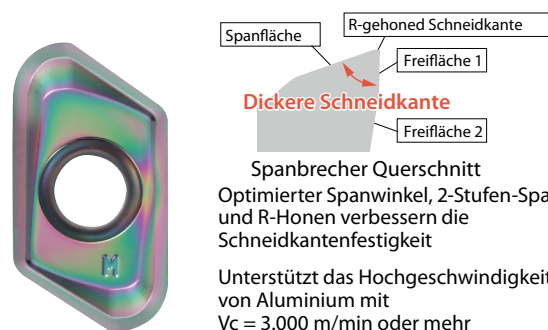 R-gehoned Schneidkante
Spanfläche
Freifläche 1
Dickere Schneidkante
Freifläche 2
Spanbrecher Querschnitt
Optimierter Spanwinkel, 2-Stufen-Spa
und R-Honen verbessern die
Schneidkantenfestigkeit
Unterstützt das Hochgeschwindigkeit
von Aluminium mit
Vc = 3.000 m/min oder mehr
M